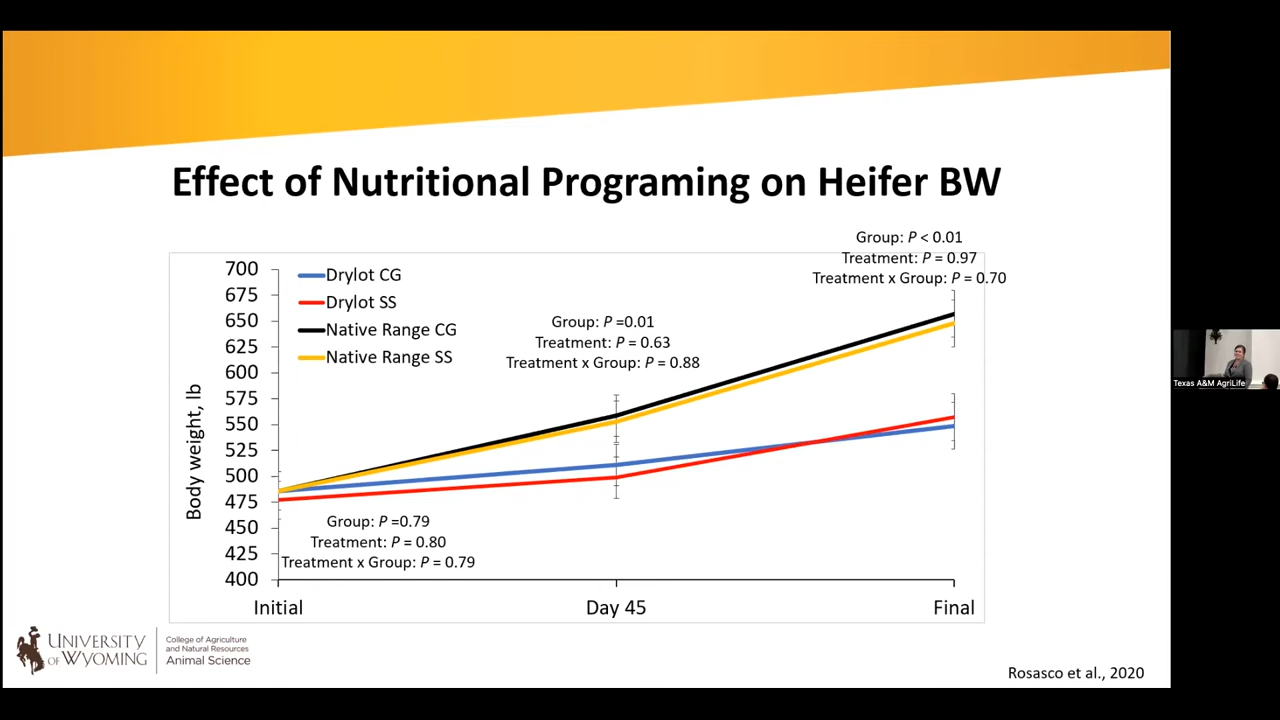 Effect of Nutritional Programing on Heifer BW
Group: P < 0.01
Treatment: P = 0.97
Treatment x Group: P = 0.70
700
675
650
625
600
575
550
525
500
475
450
425
400
Body weight, lb
Drylot CG
Drylot SS
Native Range CG
Native Range SS
Group: P =0.01
Treatment: P = 0.63
Treatment x Group: P = 0.88
Group: P =0.79
Treatment: P = 0.80
Treatment x Group: P = 0.79
Initial
Day 45
Final
UNIVERSITY
OF WYOMING
College of Agriculture
and Natural Resources
Animal Science
Rosasco et al., 2020
Texas A&M AgriLife